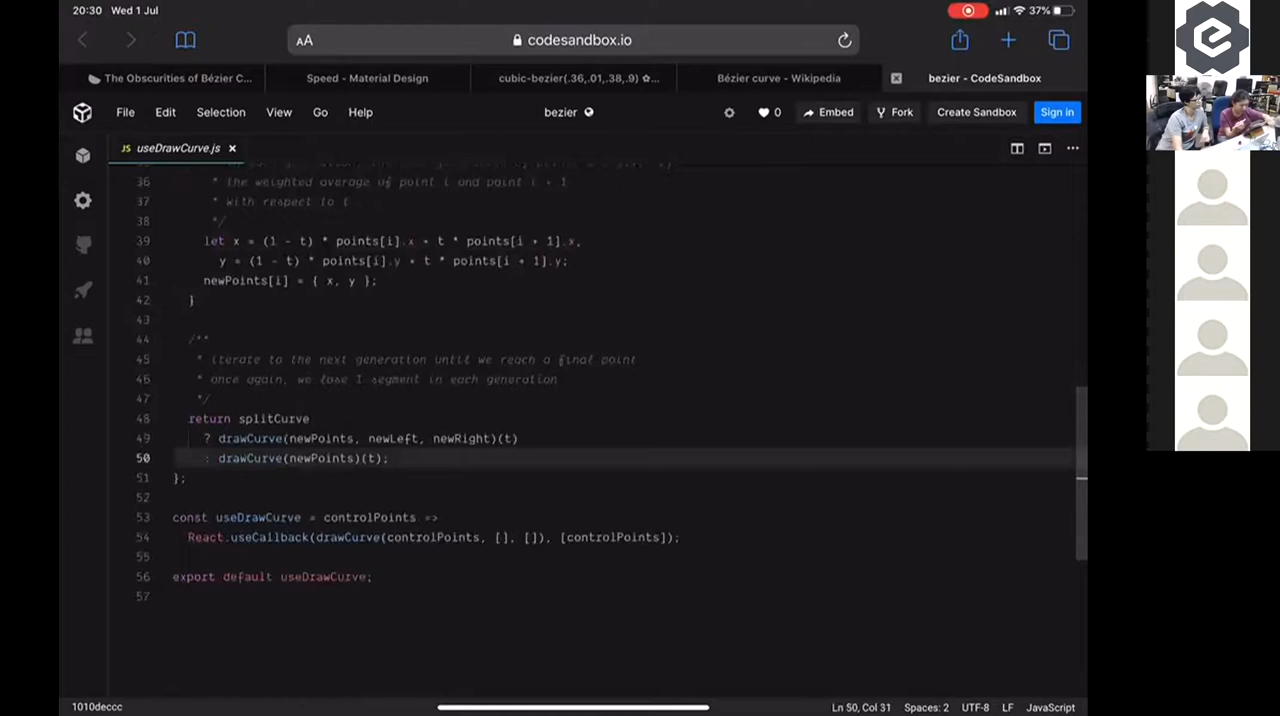 20:30 Wed 1 Jul
37%
AA
codesandbox.io
The Obscurities of Bézier C...
Speed - Material Design
cubic-bezier(.36,.01,.38,.9) ✿...
Bézier curve - Wikipedia
bezier - CodeSandbox
File Edit Selection View Go Help
bezier
0
Embed
Fork
Create Sandbox
Sign in
JS useDrawCurve.js
36 * the weighted average of point i and point i + 1
37 * with respect to t
38 */
39 let x = (1 - t) * points[i].x + t * points[i + 1].x,
40 y = (1 - t) * points[i].y + t * points[i + 1].y;
41 newPoints[i] = { x, y };
42 }
43
44 /**
45 * iterate to the next generation until we reach a final point
46 * once again, we lose 1 segment in each generation
47 */
48 return splitCurve
49 ? drawCurve(newPoints, newLeft, newRight)(t)
50 : drawCurve(newPoints)(t);
51 };
52
53 const useDrawCurve = controlPoints =>
54 React.useCallback(drawCurve(controlPoints, [], []), [controlPoints]);
55
56 export default useDrawCurve;
57
1010deccc
Ln 50, Col 31 Spaces: 2 UTF-8 LF JavaScript